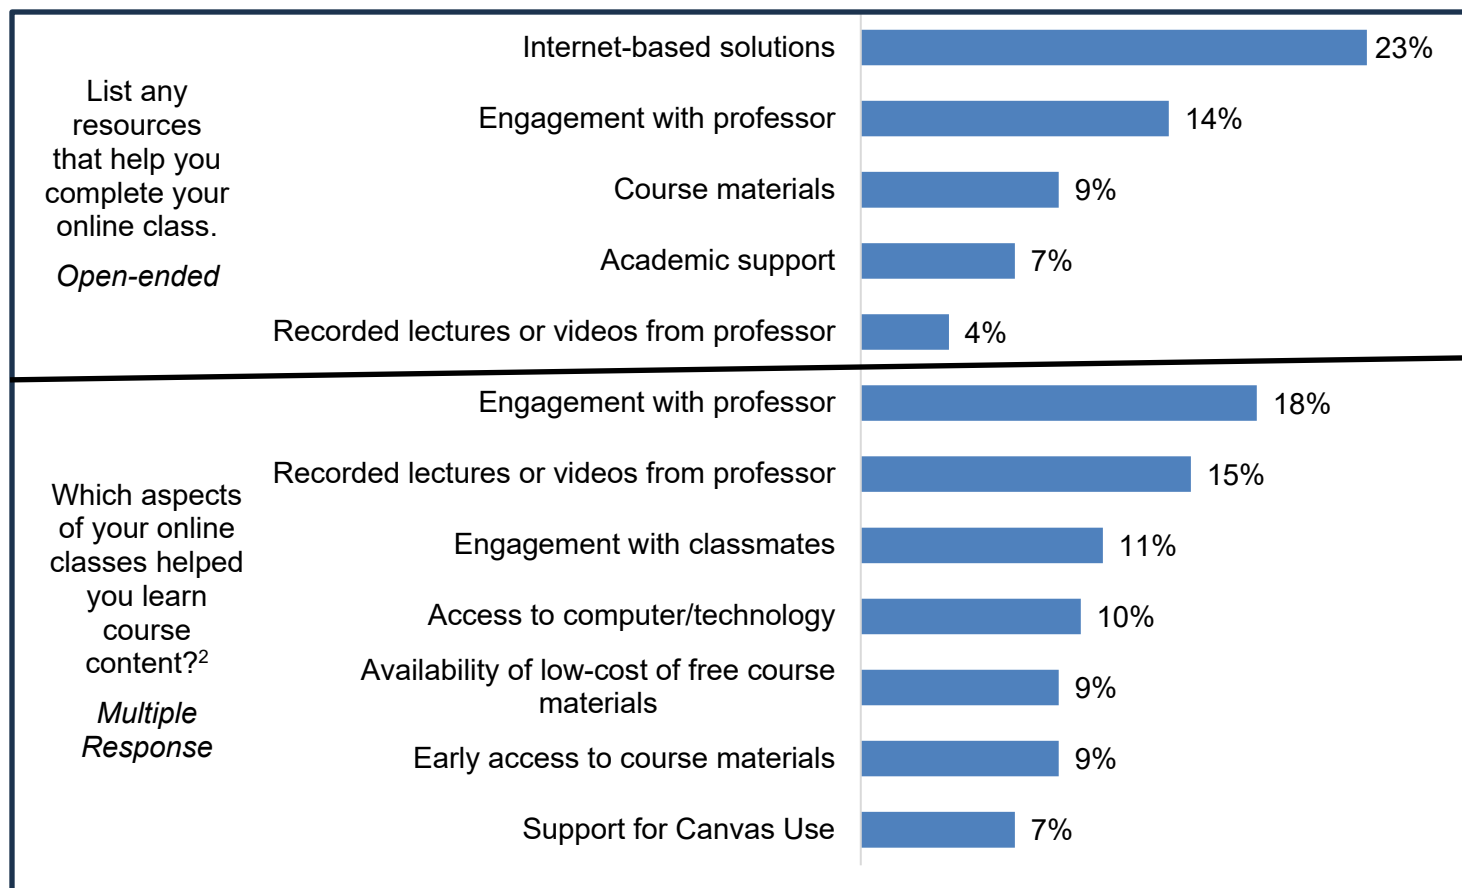 List any
resources
that help you
complete your
online class.
Open-ended
Internet-based solutions 23%
Engagement with professor 14%
Course materials 9%
Academic support 7%
Recorded lectures or videos from professor 4%
Which aspects
of your online
classes helped
you learn
course
content?²
Multiple
Response
Engagement with professor 18%
Recorded lectures or videos from professor 15%
Engagement with classmates 11%
Access to computer/technology 10%
Availability of low-cost of free course
materials 9%
Early access to course materials 9%
Support for Canvas Use 7%